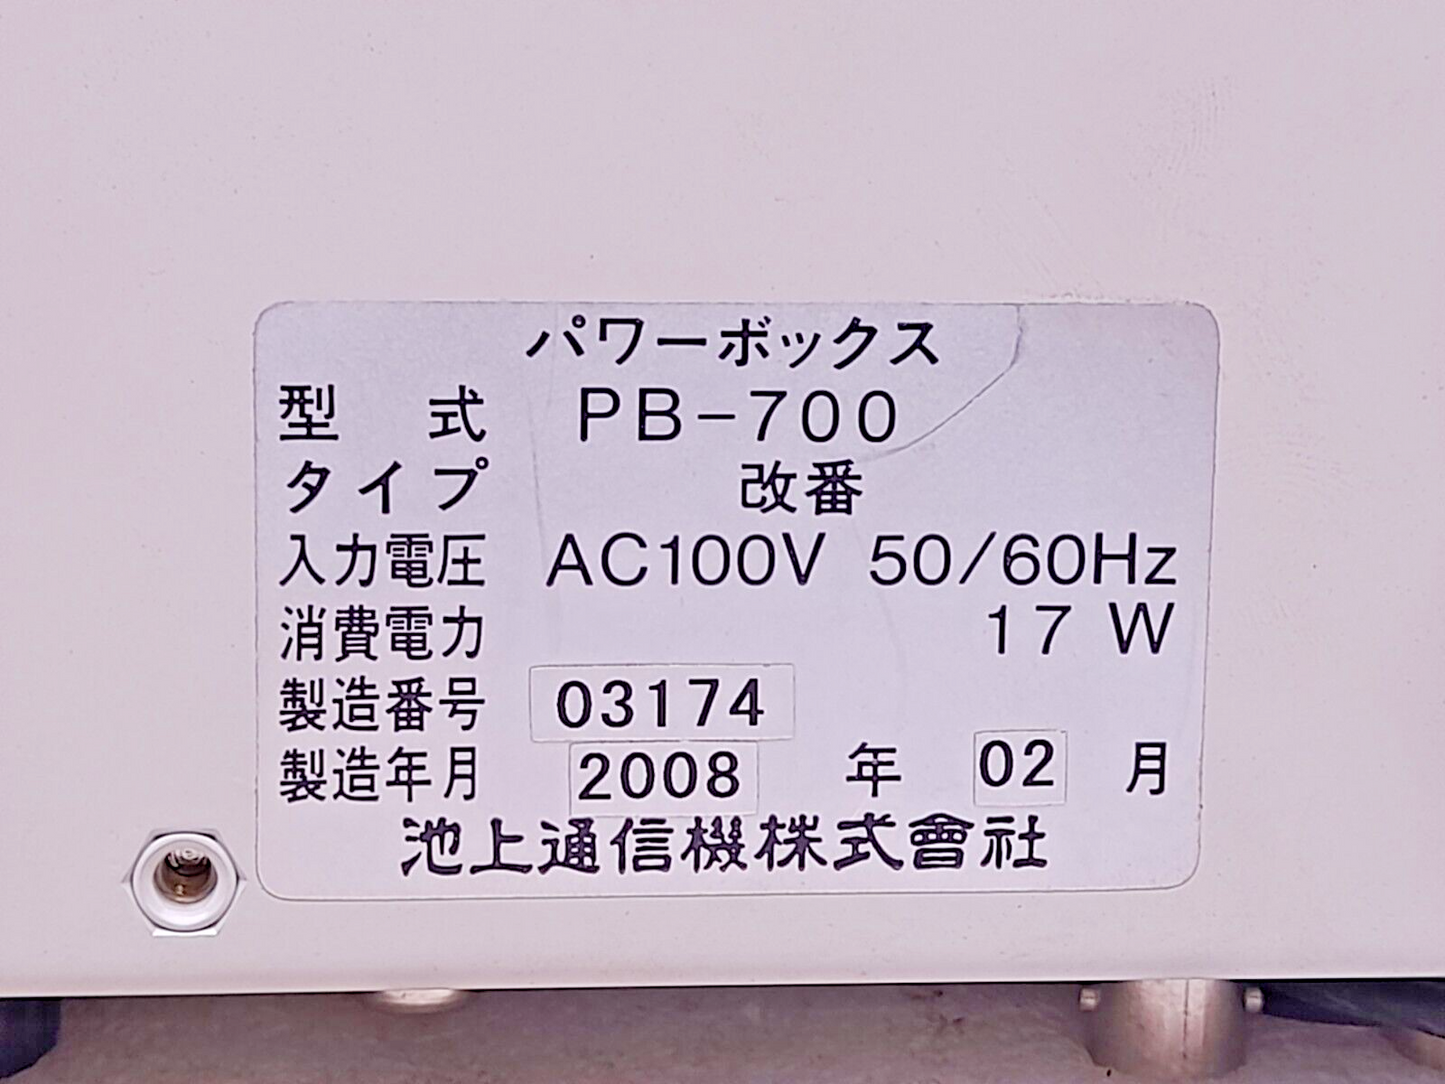 パワーボックス
型 式 PB-700
タイプ 改番
入力電圧 AC100V 50/60Hz
消費電力 17 W
製造番号 03174
製造年月 2008 年 02 月
池上通信機株式會社